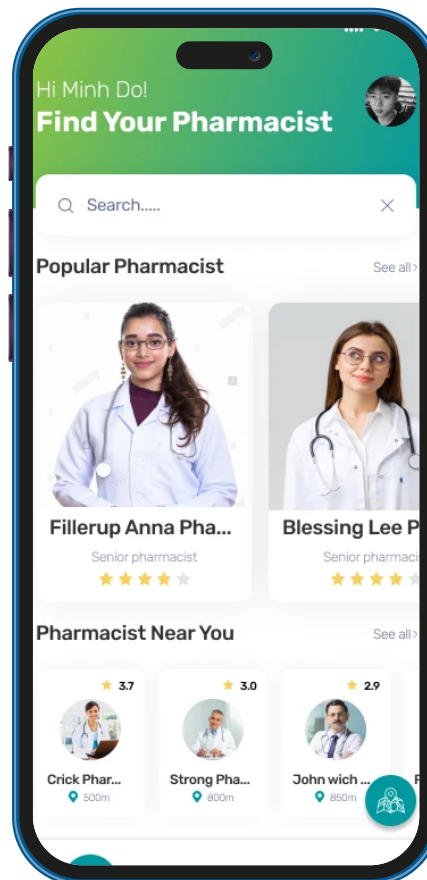 Hi Minh Do!
Find Your Pharmacist
Search.....
Popular Pharmacist
See all
Fillerup Anna Pha...
Blessing Lee P
Senior pharmacist
Senior pharmaci
Pharmacist Near You
See all
3.7
3.0
2.9
Crick Phar...
Strong Pha...
John wich ...
500m
800m
850m